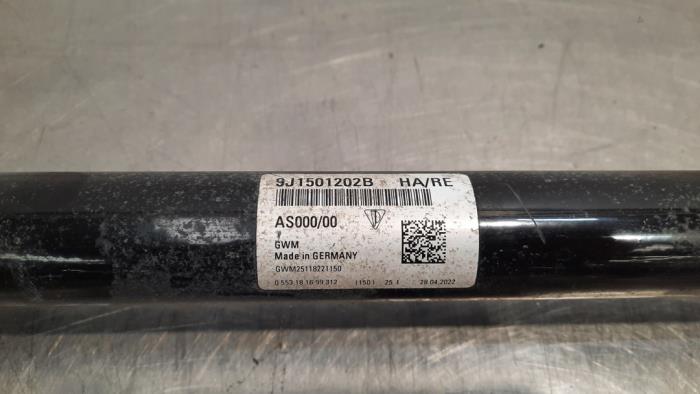 9J1501202B HA/RE
AS000/00
GWM
Made in GERMANY
GWM25118221150
0 553 18 16 99 312 (150) 25 28.04.2022